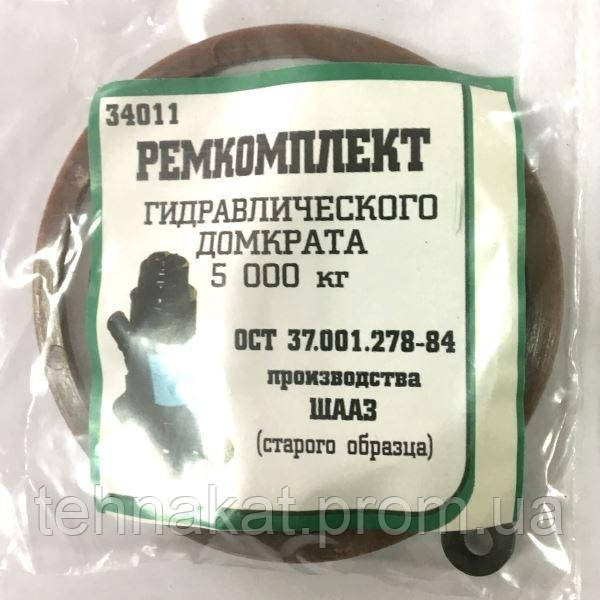 34011
РЕМКОМПЛЕКТ
ГИДРАВЛИЧЕСКОГО
ДОМКРАТА
5 000 кг
ОСТ 37.001.278-84
производства
ШААЗ
(старого образца)
tehnakat.prom.ua